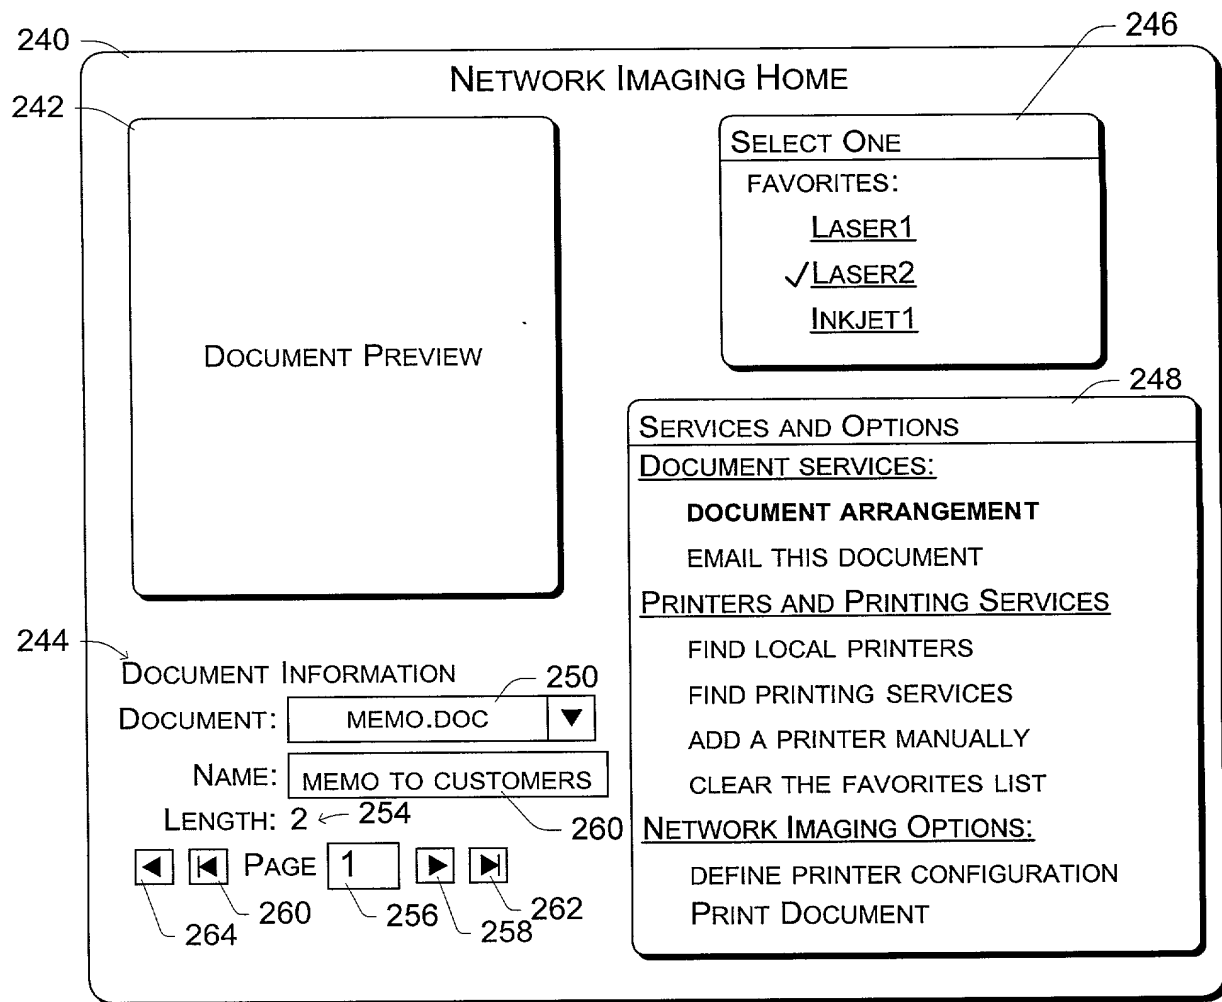 246
240
NETWORK IMAGING HOME
242
SELECT ONE
FAVORITES:
LASER1
✓LASER2
INKJET1
DOCUMENT PREVIEW
248
SERVICES AND OPTIONS
DOCUMENT SERVICES:
DOCUMENT ARRANGEMENT
EMAIL THIS DOCUMENT
PRINTERS AND PRINTING SERVICES
FIND LOCAL PRINTERS
FIND PRINTING SERVICES
ADD A PRINTER MANUALLY
CLEAR THE FAVORITES LIST
NETWORK IMAGING OPTIONS:
DEFINE PRINTER CONFIGURATION
PRINT DOCUMENT
244
DOCUMENT INFORMATION
250
DOCUMENT: MEMO.DOC ▼
NAME: MEMO TO CUSTOMERS
LENGTH: 2 254
260
PAGE 1
264 260 256 258 262